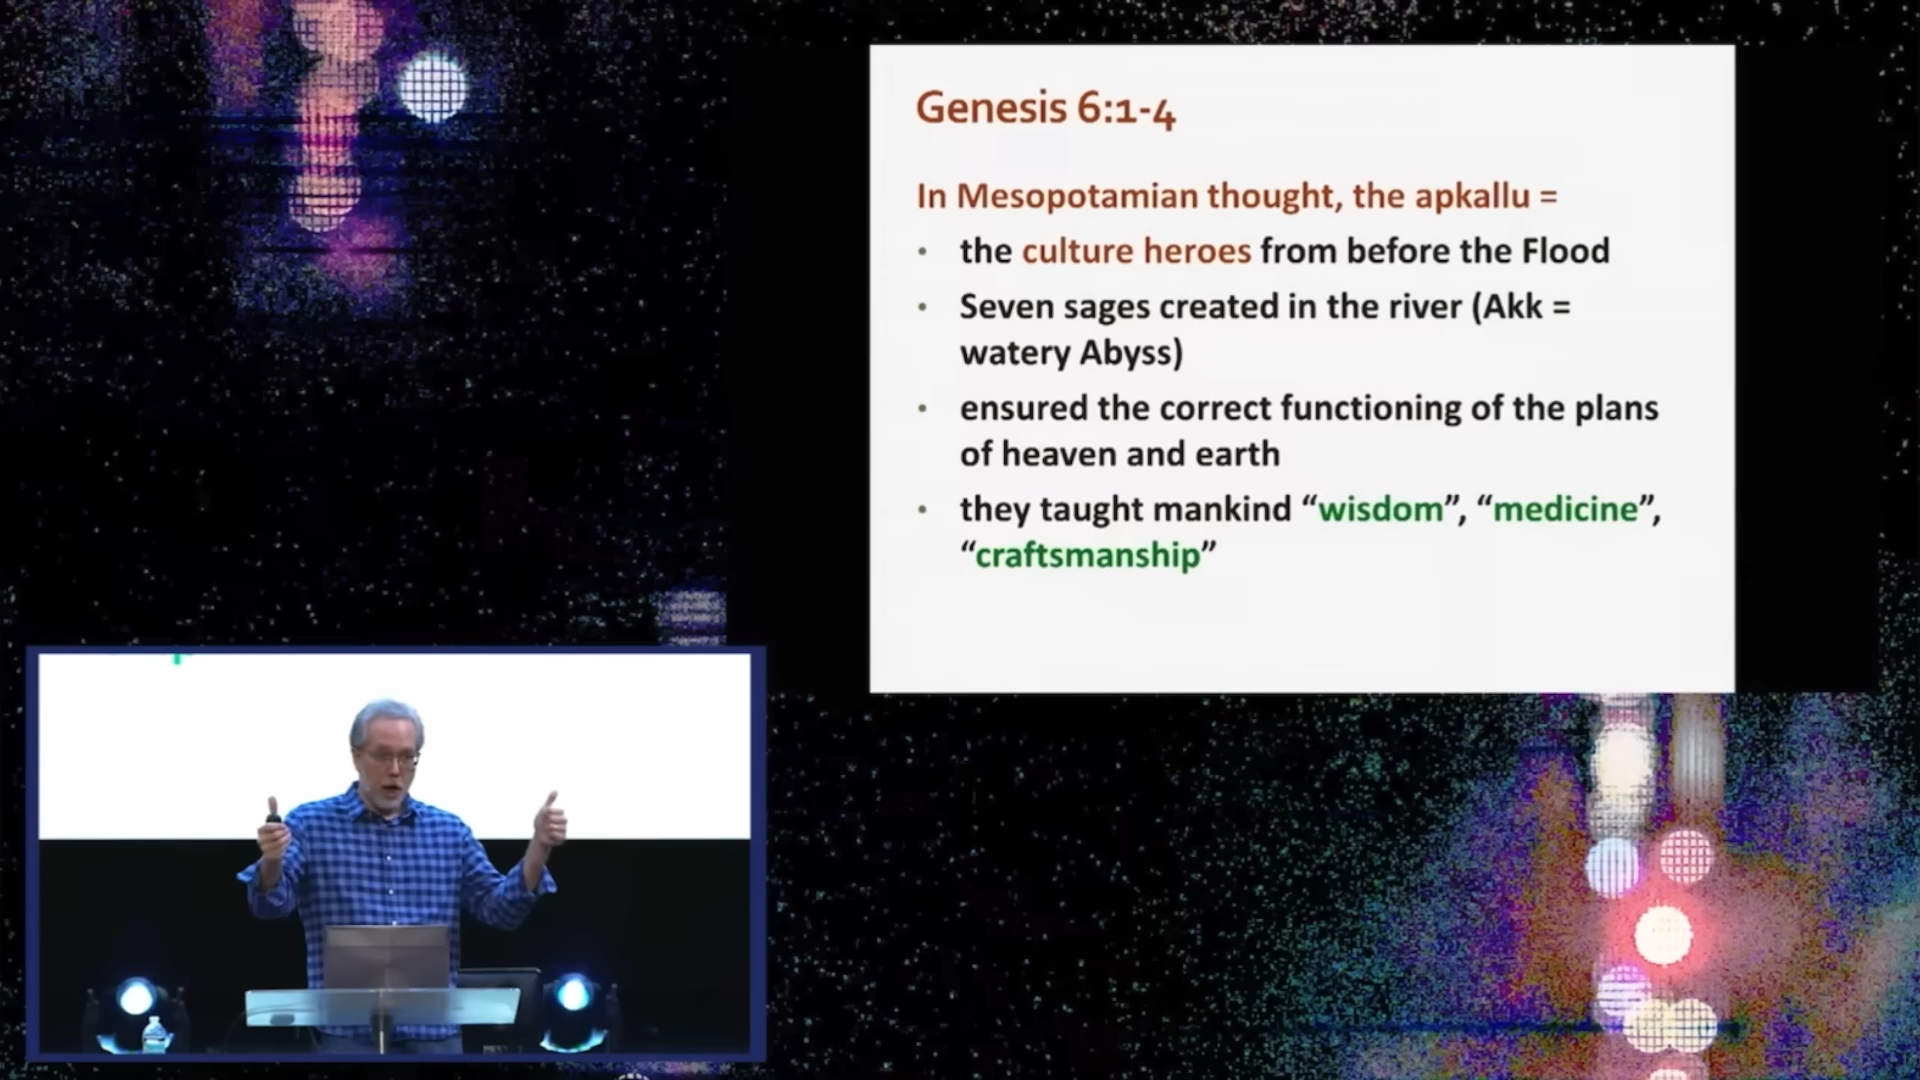 Genesis 6:1-4
In Mesopotamian thought, the apkallu =
• the culture heroes from before the Flood
• Seven sages created in the river (Akk =
watery Abyss)
• ensured the correct functioning of the plans
of heaven and earth
• they taught mankind “wisdom”, “medicine”,
“craftsmanship”